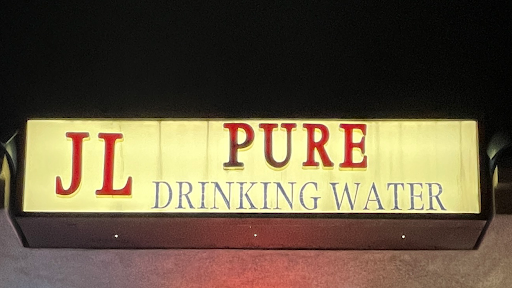 JL PURE
DRINKING WATER